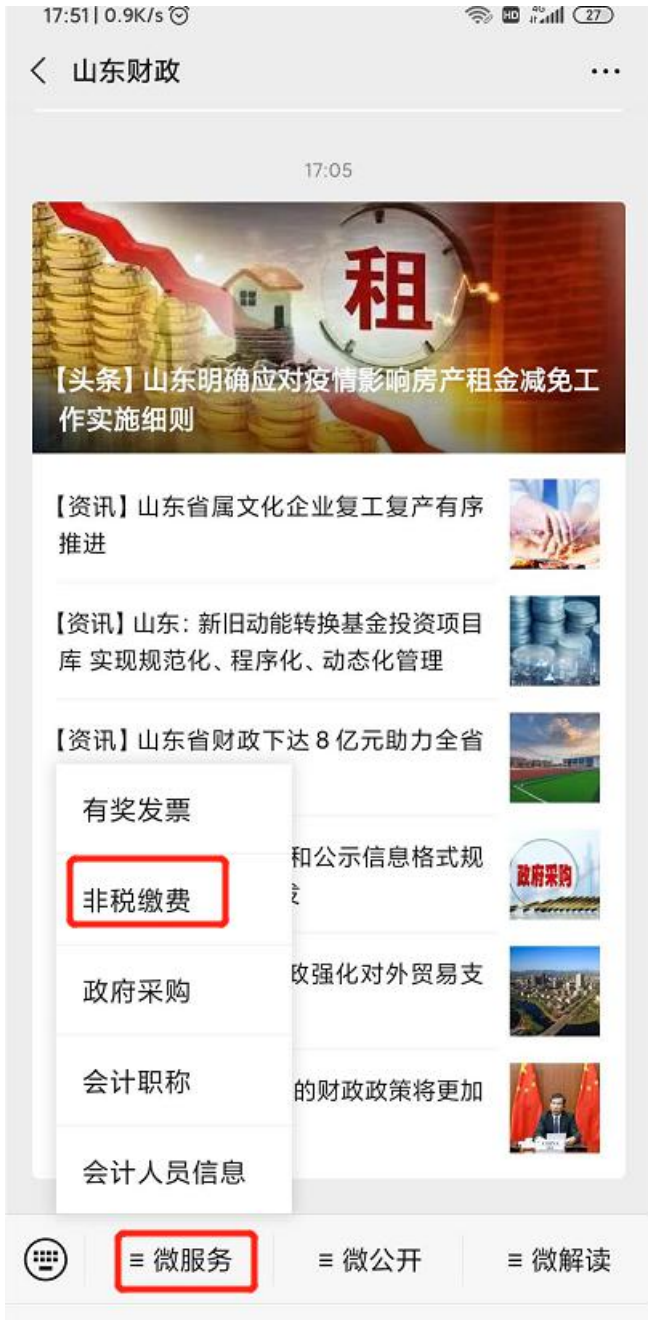 17:51 | 0.9K/s
HD 4G 27
山东财政
17:05
租
【头条】山东明确应对疫情影响房产租金减免工
作实施细则
【资讯】山东省属文化企业复工复产有序
推进
【资讯】山东：新旧动能转换基金投资项目
库 实现规范化、程序化、动态化管理
【资讯】山东省财政下达 8 亿元助力全省
有奖发票
和公示信息格式规
政府采购
非税缴费
政强化对外贸易支
政府采购
会计职称
的财政政策将更加
会计人员信息
≡ 微服务
≡ 微公开
≡ 微解读